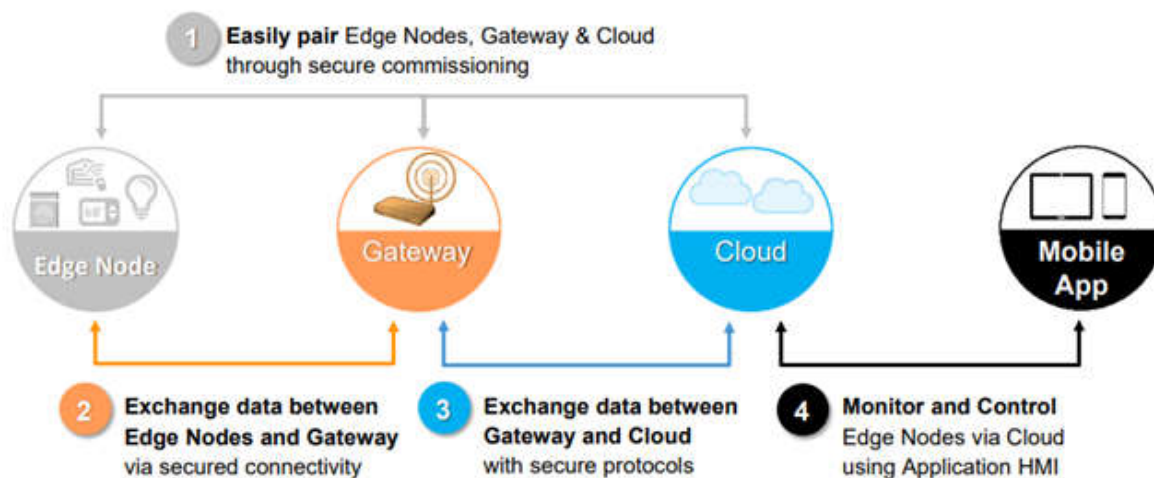 1 Easily pair Edge Nodes, Gateway & Cloud
through secure commissioning
Edge Node
Gateway
Cloud
Mobile
App
2 Exchange data between
Edge Nodes and Gateway
via secured connectivity
3 Exchange data between
Gateway and Cloud
with secure protocols
4 Monitor and Control
Edge Nodes via Cloud
using Application HMI